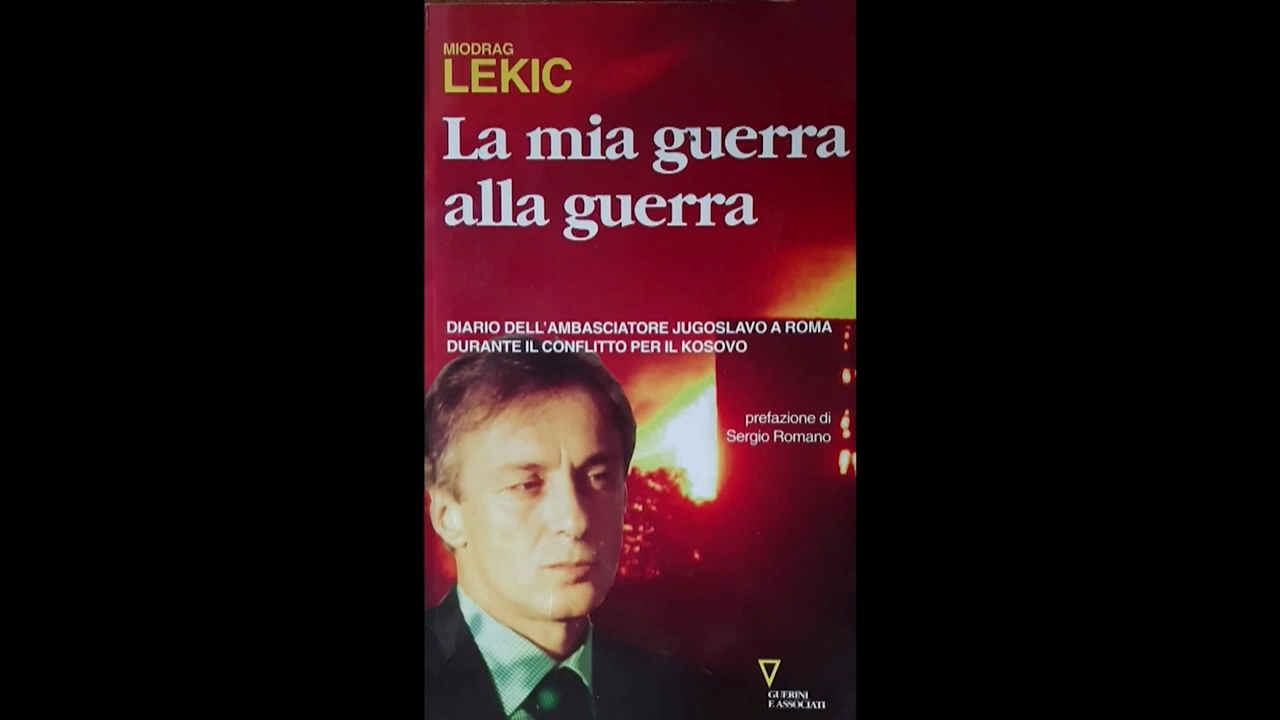 MIODRAG
LEKIC
La mia guerra
alla guerra
DIARIO DELL'AMBASCIATORE JUGOSLAVO A ROMA
DURANTE IL CONFLITTO PER IL KOSOVO
prefazione di
Sergio Romano
GUERINI
E ASSOCIATI